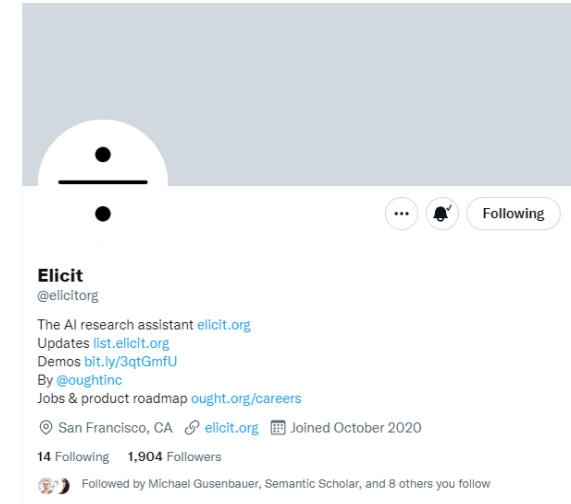 Following
Elicit
@elicitorg
The AI research assistant elicit.org
Updates list.elicit.org
Demos bit.ly/3qtGmfU
By @oughtinc
Jobs & product roadmap ought.org/careers
San Francisco, CA elicit.org Joined October 2020
14 Following 1,904 Followers
Followed by Michael Gusenbauer, Semantic Scholar, and 8 others you follow